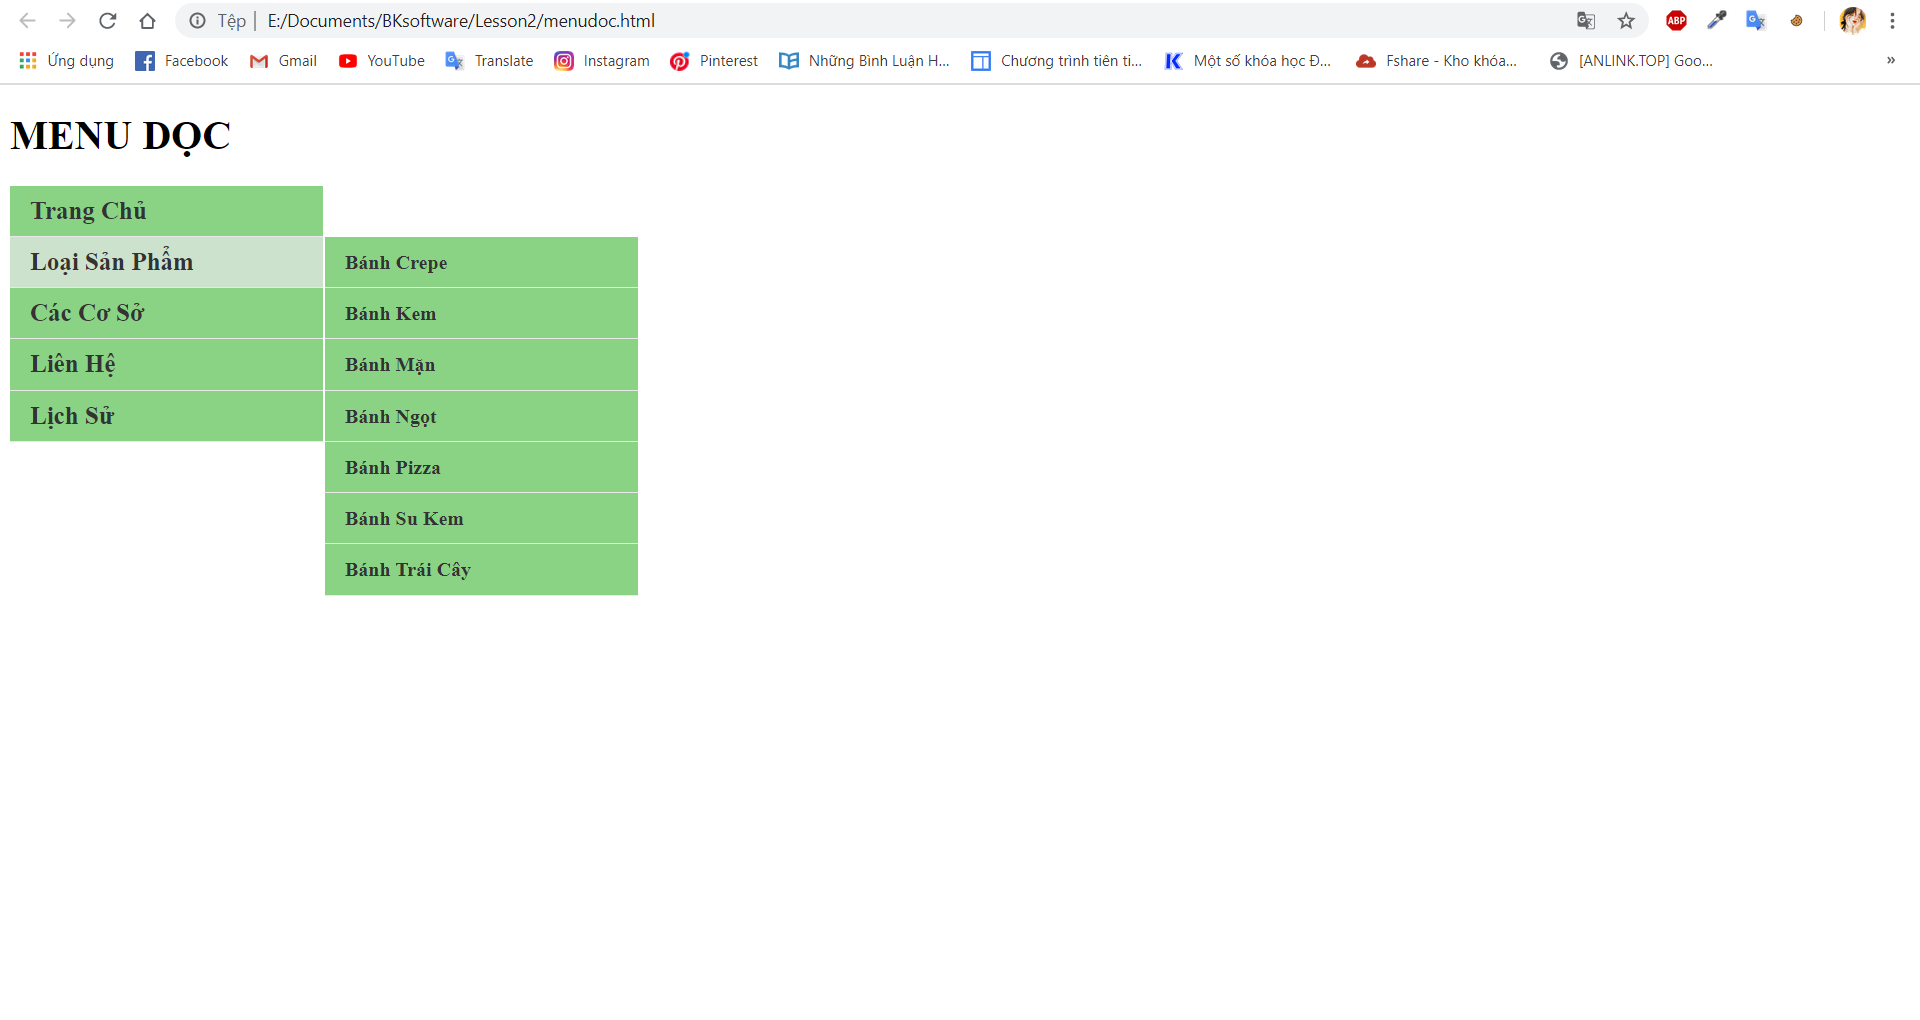 Tệp | E:/Documents/BKsoftware/Lesson2/menudoc.html
ABP
Ứng dụng Facebook Gmail YouTube Translate Instagram Pinterest Những Bình Luận H... Chương trình tiên ti... Một số khóa học Đ... Fshare - Kho khóa... [ANLINK.TOP] Goo... »
MENU DỌC
Trang Chủ
Loại Sản Phẩm
Các Cơ Sở
Liên Hệ
Lịch Sử
Bánh Crepe
Bánh Kem
Bánh Mặn
Bánh Ngọt
Bánh Pizza
Bánh Su Kem
Bánh Trái Cây